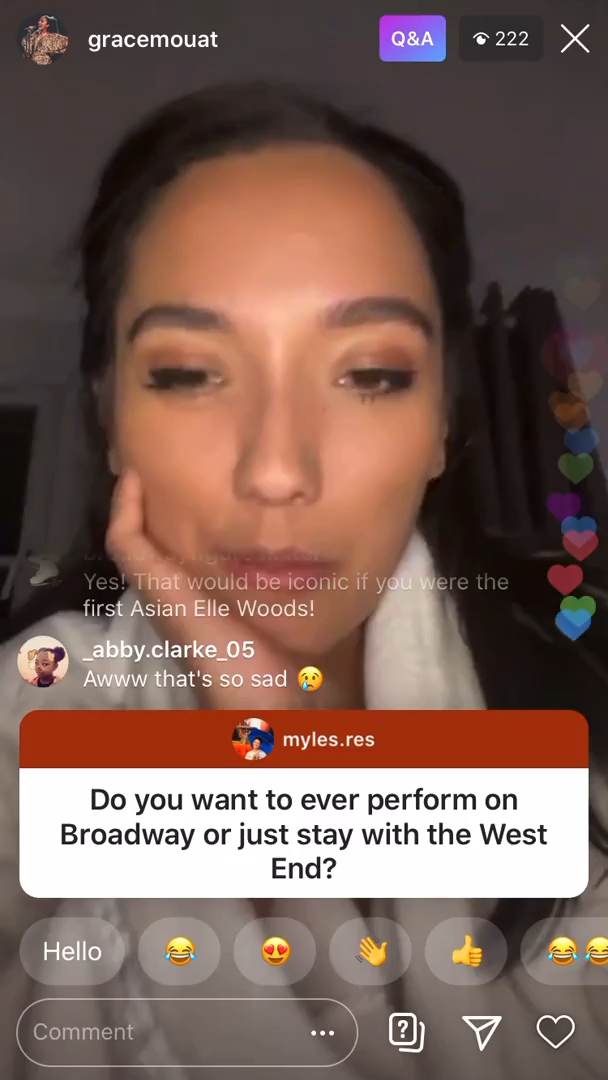 gracemouat
Q&A
222
Yes! That would be iconic if you were the
first Asian Elle Woods!
_abby.clarke_05
Awww that's so sad 😢
myles.res
Do you want to ever perform on
Broadway or just stay with the West
End?
Hello
Comment